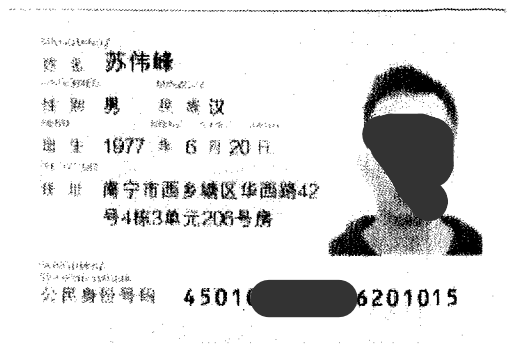 姓名 苏伟峰
性别 男 民族 汉
出生 1977 年 6 月 20 日
住址 南宁市西乡塘区华西路42
号4栋3单元206号房
公民身份号码 4501 6201015